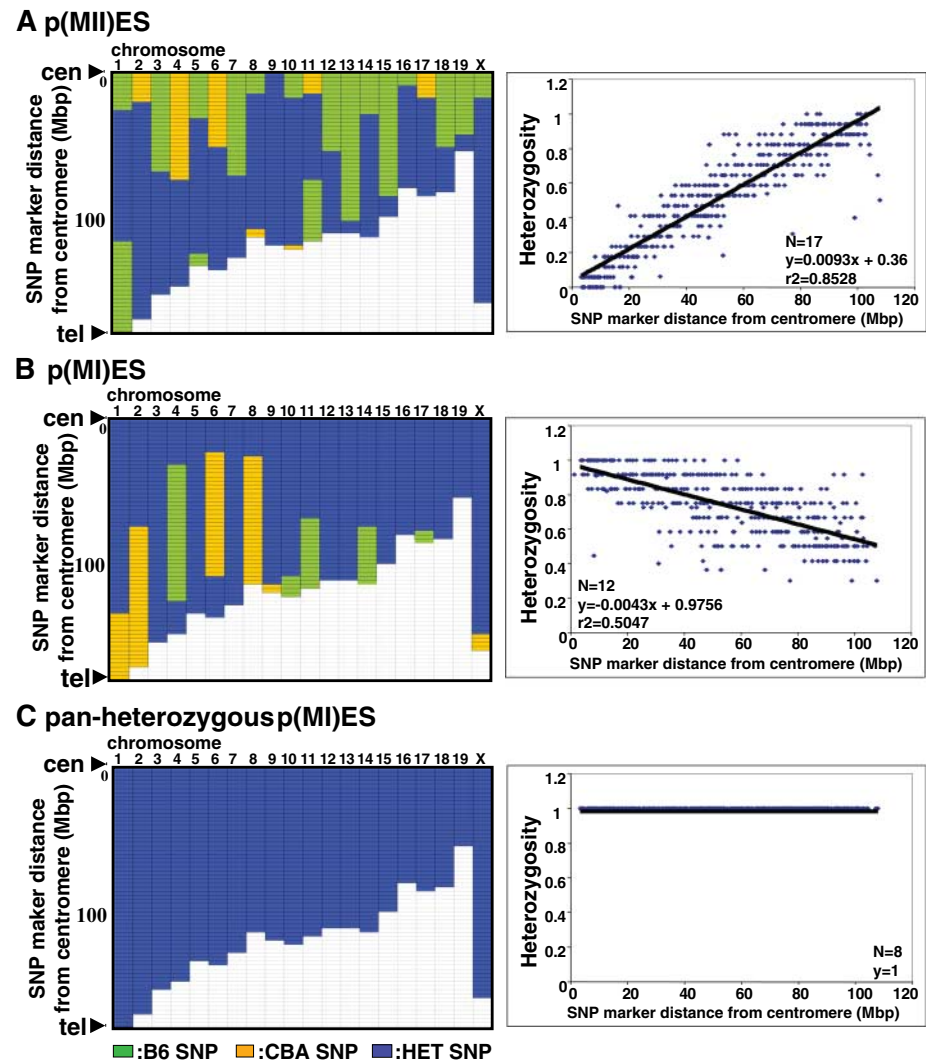 A p(MII)ES
chromosome
1 2 3 4 5 6 7 8 9 10 11 12 13 14 15 16 17 18 19 X
cen
0
100
tel
SNP marker distance
from centromere (Mbp)
1.2
1
0.8
0.6
0.4
0.2
0
Heterozygosity
N=17
y=0.0093x + 0.36
r2=0.8528
0 20 40 60 80 100 120
SNP marker distance from centromere (Mbp)
B p(MI)ES
chromosome
1 2 3 4 5 6 7 8 9 10 11 12 13 14 15 16 17 18 19 X
cen
0
100
tel
SNP marker distance
from centromere (Mbp)
1.2
1
0.8
0.6
0.4
0.2
0
Heterozygosity
N=12
y=-0.0043x + 0.9756
r2=0.5047
0 20 40 60 80 100 120
SNP marker distance from centromere (Mbp)
C pan-heterozygous p(MI)ES
chromosome
1 2 3 4 5 6 7 8 9 10 11 12 13 14 15 16 17 18 19 X
cen
0
100
tel
SNP maker distance
from centromere (Mbp)
1.2
1
0.8
0.6
0.4
0.2
0
Heterozygosity
N=8
y=1
0 20 40 60 80 100 120
SNP marker distance from centromere (Mbp)
:B6 SNP :CBA SNP :HET SNP